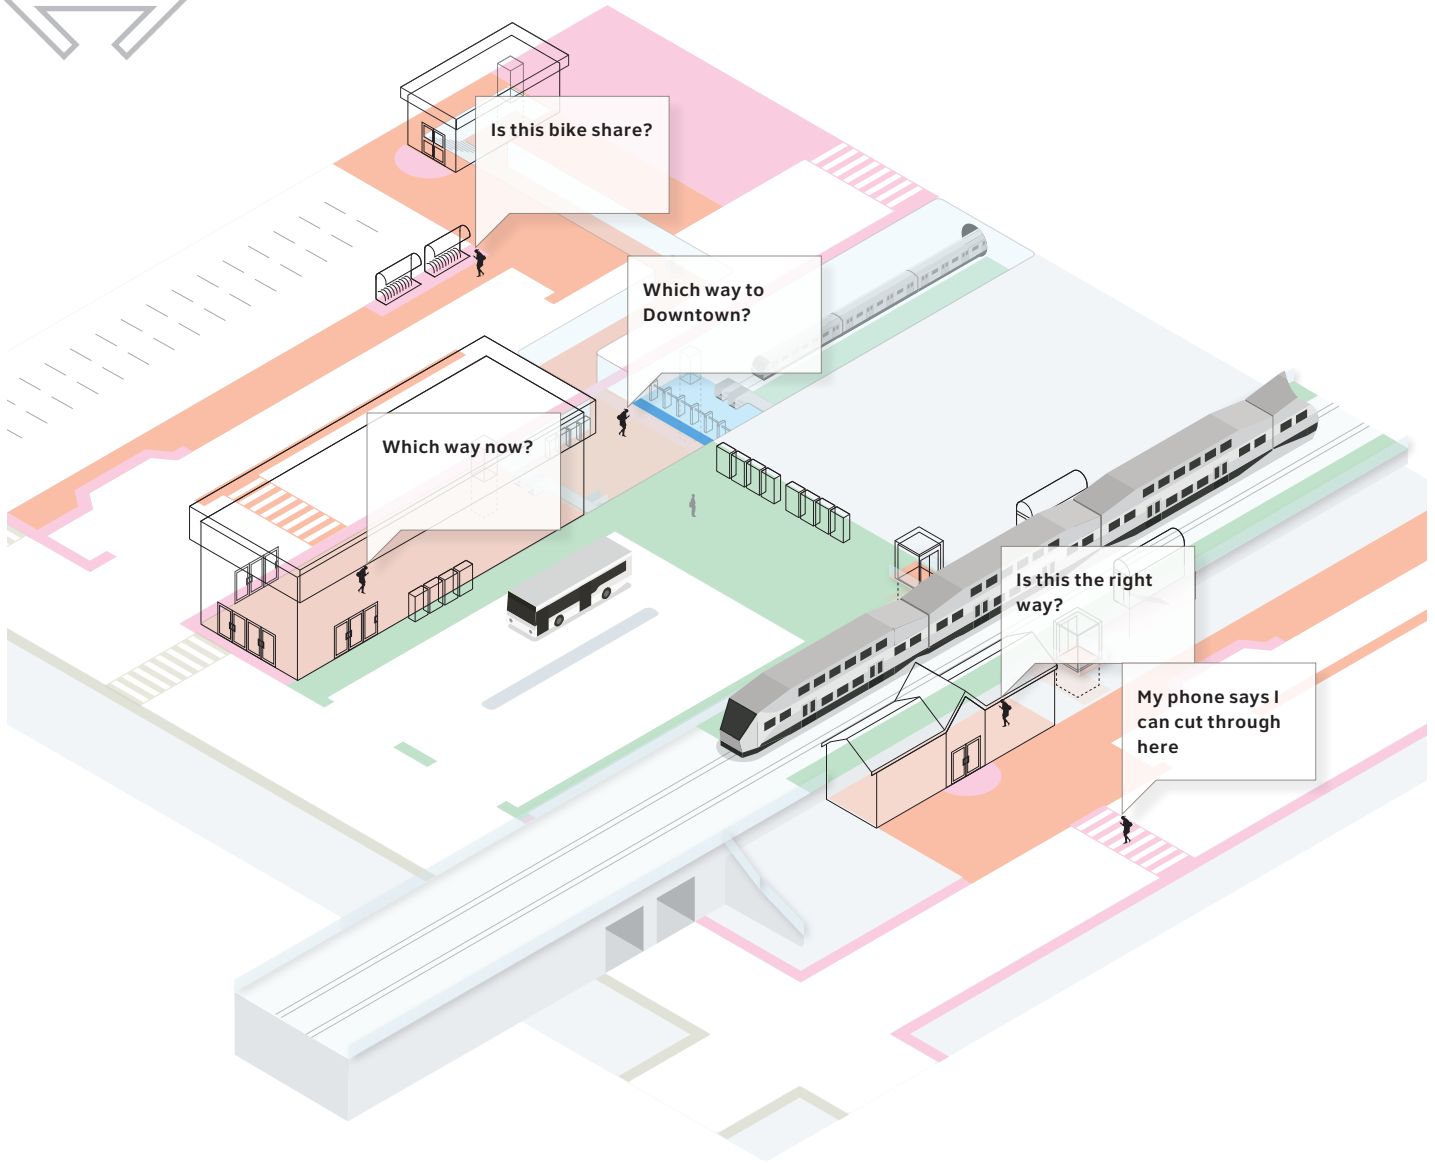 Is this bike share?
Which way to
Downtown?
Which way now?
Is this the right
way?
My phone says I
can cut through
here